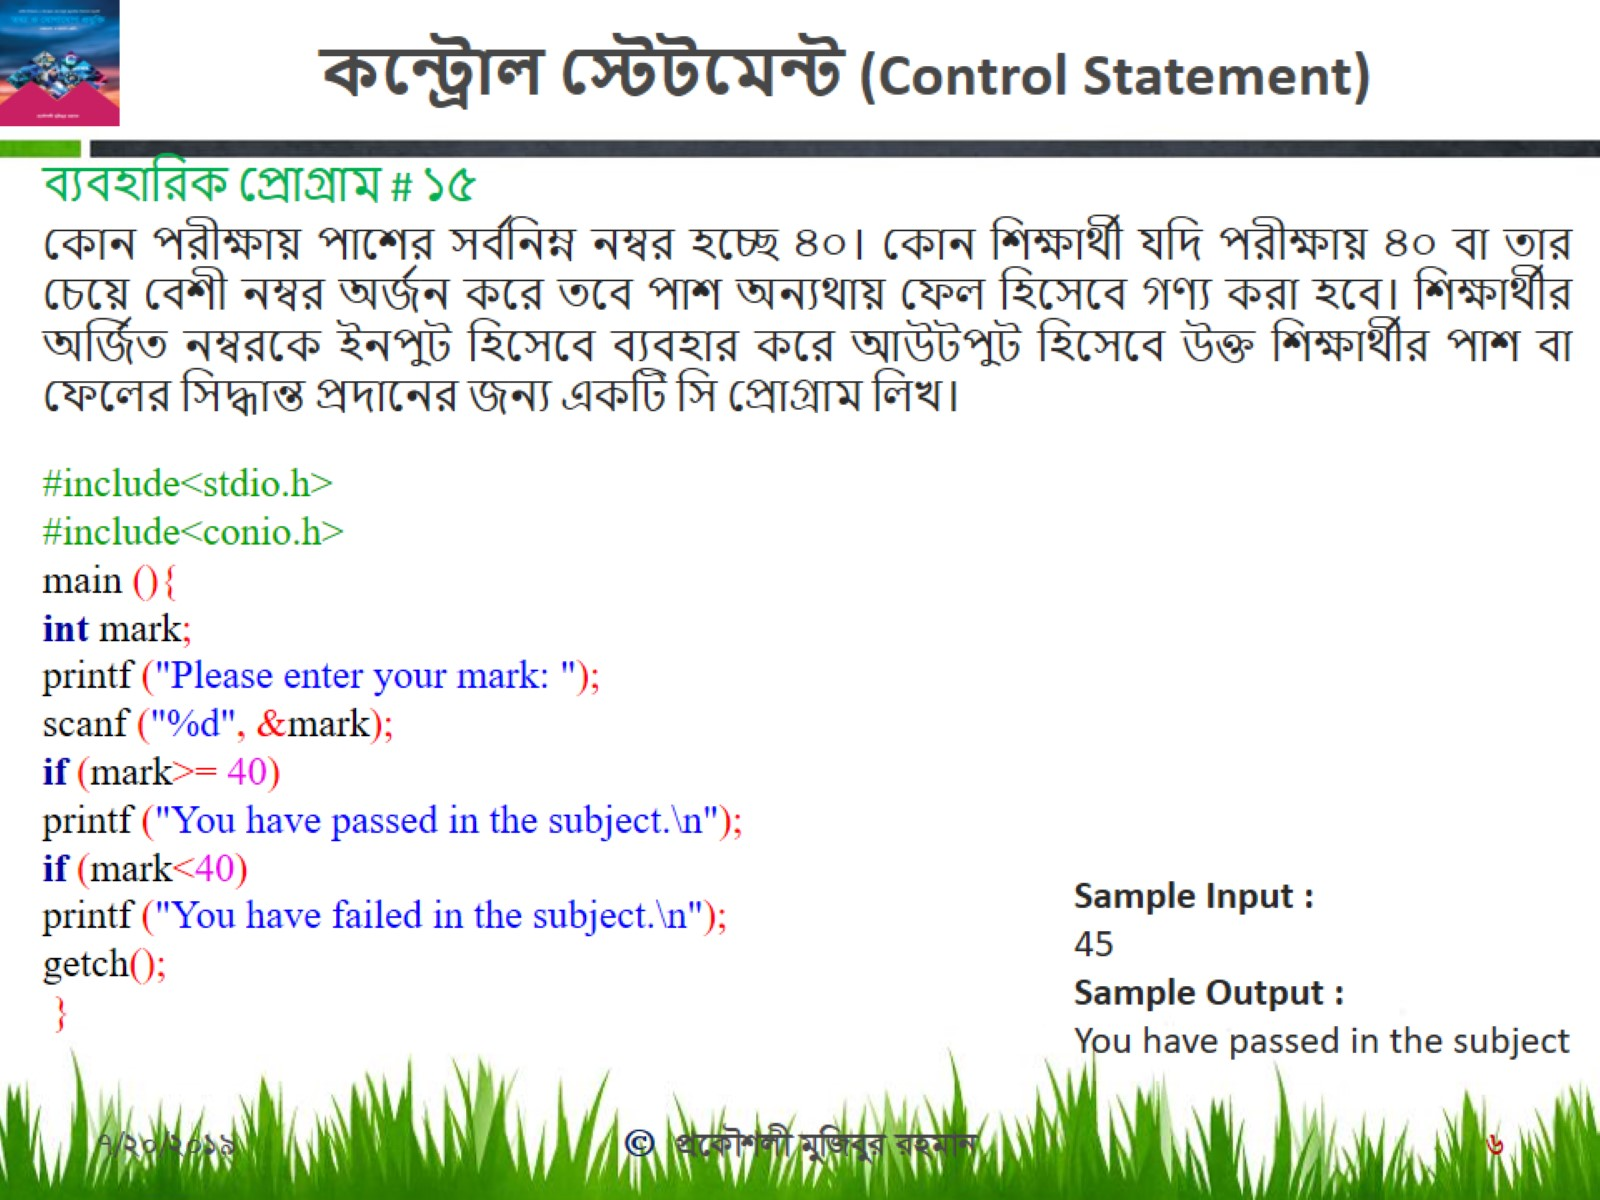 কন্ট্রোল স্টেটমেন্ট (Control Statement)
ব্যবহারিক প্রোগ্রাম # ১৫
কোন পরীক্ষায় পাশের সর্বনিম্ন নম্বর হচ্ছে ৪০। কোন শিক্ষার্থী যদি পরীক্ষায় ৪০ বা তার
চেয়ে বেশী নম্বর অর্জন করে তবে পাশ অন্যথায় ফেল হিসেবে গণ্য করা হবে। শিক্ষার্থীর
অর্জিত নম্বরকে ইনপুট হিসেবে ব্যবহার করে আউটপুট হিসেবে উক্ত শিক্ষার্থীর পাশ বা
ফেলের সিদ্ধান্ত প্রদানের জন্য একটি সি প্রোগ্রাম লিখ।
#include<stdio.h>
#include<conio.h>
main (){
int mark;
printf ("Please enter your mark: ");
scanf ("%d", &mark);
if (mark>= 40)
printf ("You have passed in the subject.\n");
if (mark<40)
printf ("You have failed in the subject.\n");
getch();
}
Sample Input :
45
Sample Output :
You have passed in the subject
৭/২০/২০১৯
© প্রকৌশলী মুজিবুর রহমান
৬